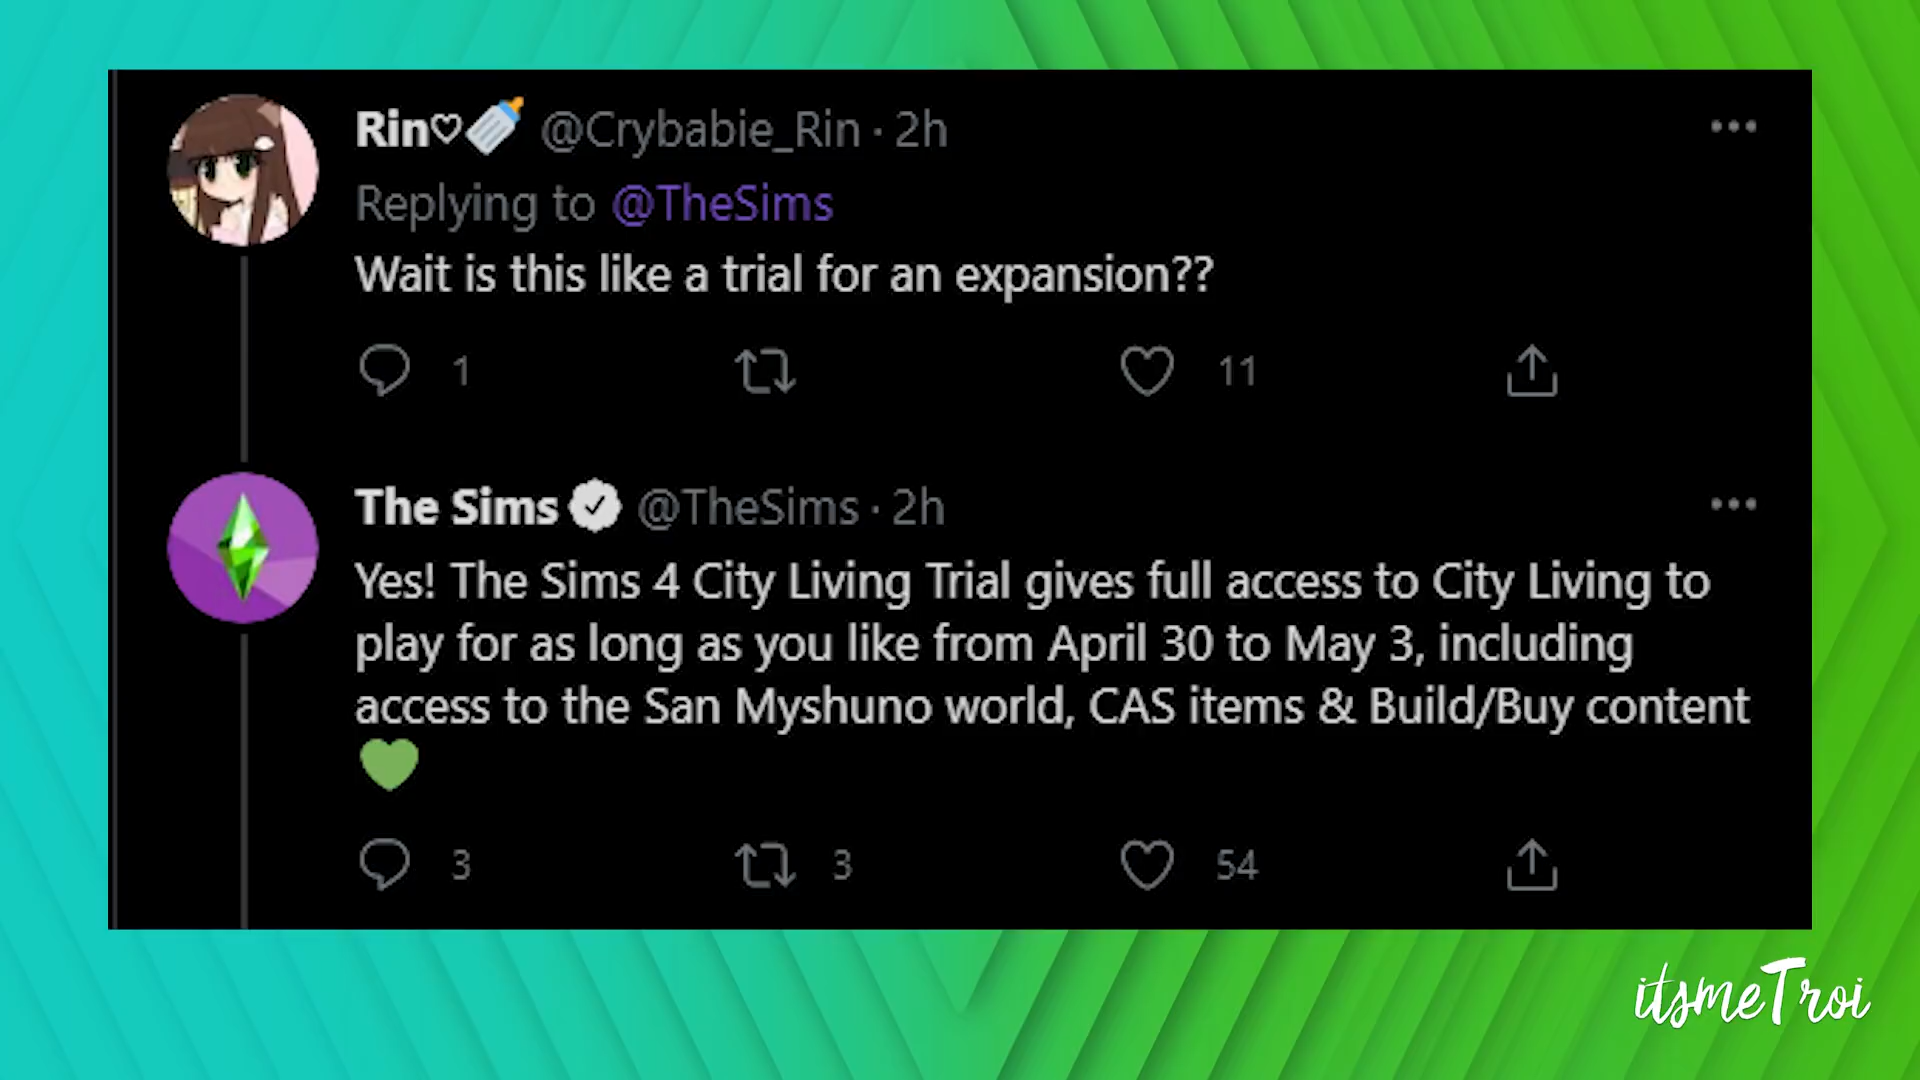 Rin♡🍼 @Crybabie_Rin · 2h
Replying to @TheSims
Wait is this like a trial for an expansion??
1 11
The Sims @TheSims · 2h
Yes! The Sims 4 City Living Trial gives full access to City Living to
play for as long as you like from April 30 to May 3, including
access to the San Myshuno world, CAS items & Build/Buy content
💚
3 3 54
itsmeTroi